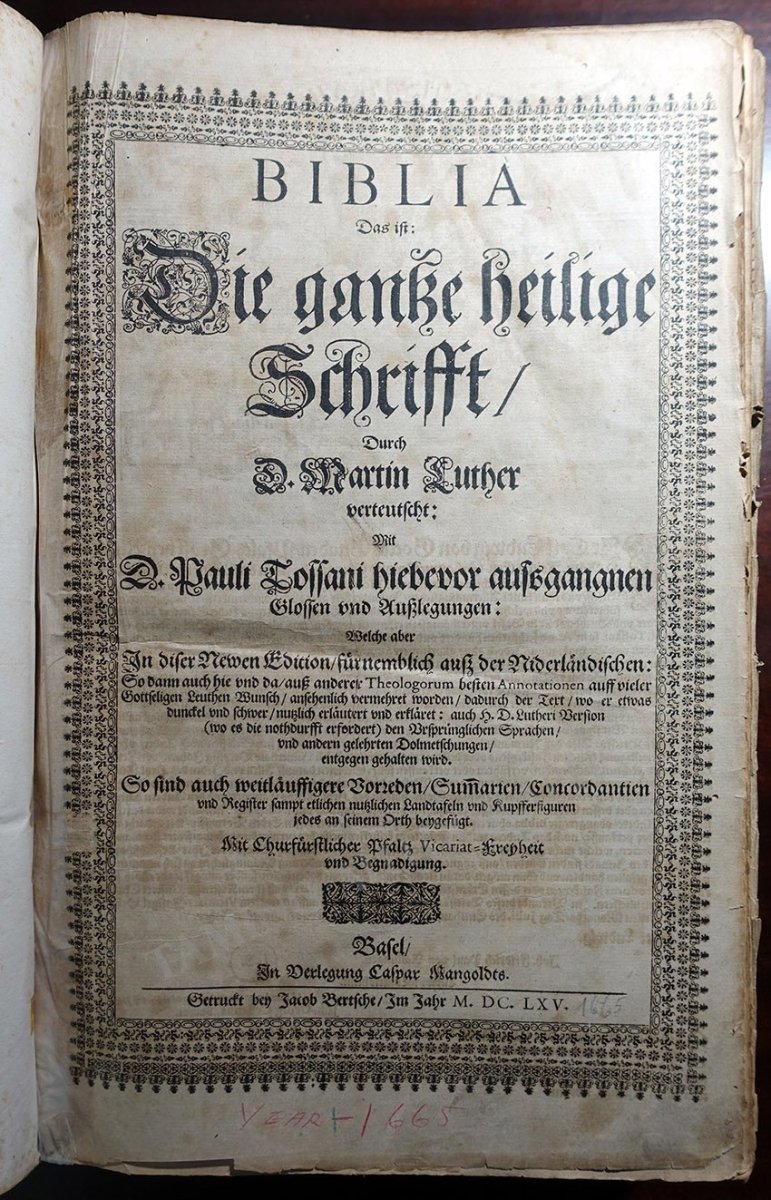 BIBLIA
Das ist:
Die gantze heilige
Schrifft/
Durch
D. Martin Luther
verteutscht:
Mit
D. Pauli Tossani hiebevor aussgangnen
Glossen vnd Außlegungen:
Welche aber
In diser Newen Edition/fürnemblich auß der Niderländischen:
So dann auch hie vnd da/auß anderer Theologorum besten Annotationen auff vieler
Gottseligen Leuthen Wunsch/ansehenlich vermehret worden/dadurch der Text/wo er etwas
dunckel vnd schwer/nutzlich erläutert vnd erkläret: auch H. D. Lutheri Version
(wo es die nothdurfft erfordert) den Vrsprünglichen Sprachen/
vnd andern gelehrten Dolmetschungen/
entgegen gehalten wird.
So sind auch weitläuffigere Vorreden/Sum̃arien/Concordantien
vnd Register sampt etlichen nutzlichen Landtafeln vnd Kupfferfiguren
jedes an seinem Orth beygefügt.
Mit Churfürstlicher Pfaltz Vicariat-Freyheit
vnd Begnadigung.
Basel/
In Verlegung Caspar Mangoldts.
Getruckt bey Jacob Bertsche/Im Jahr M. DC. LXV. 1665
YEAR-1665